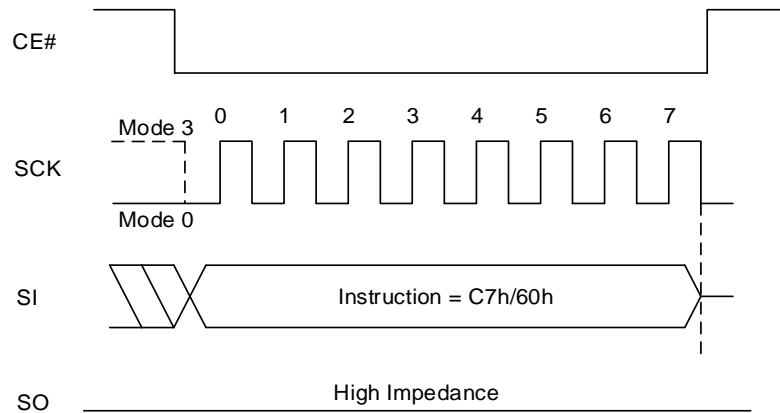 CE#
0 1 2 3 4 5 6 7
Mode 3
SCK
Mode 0
SI
Instruction = C7h/60h
High Impedance
SO